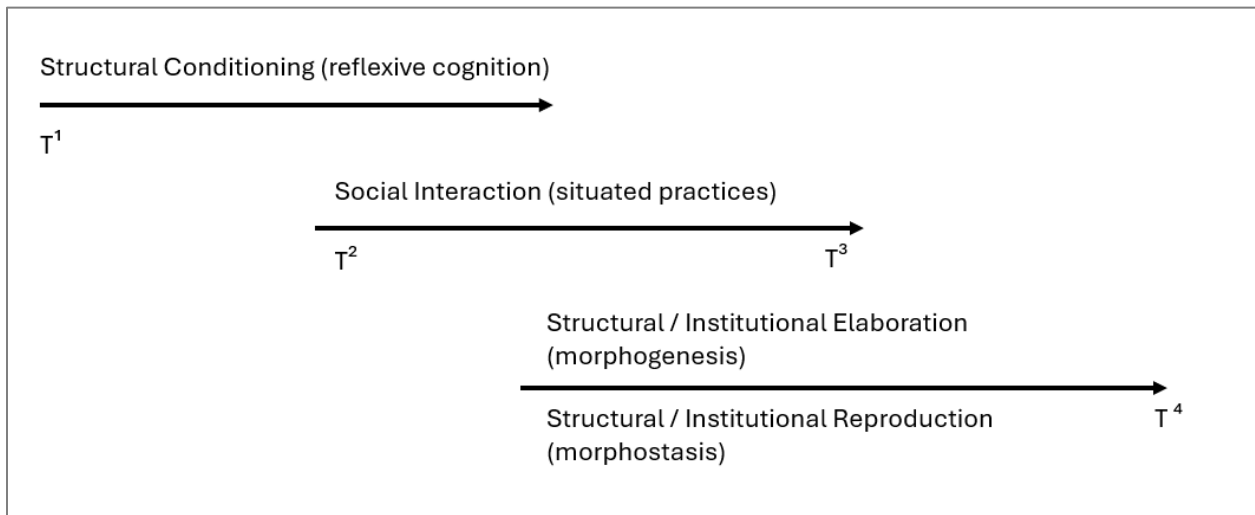 Structural Conditioning (reflexive cognition)
T¹
Social Interaction (situated practices)
T²
T³
Structural / Institutional Elaboration
(morphogenesis)
Structural / Institutional Reproduction
(morphostasis)
T ⁴